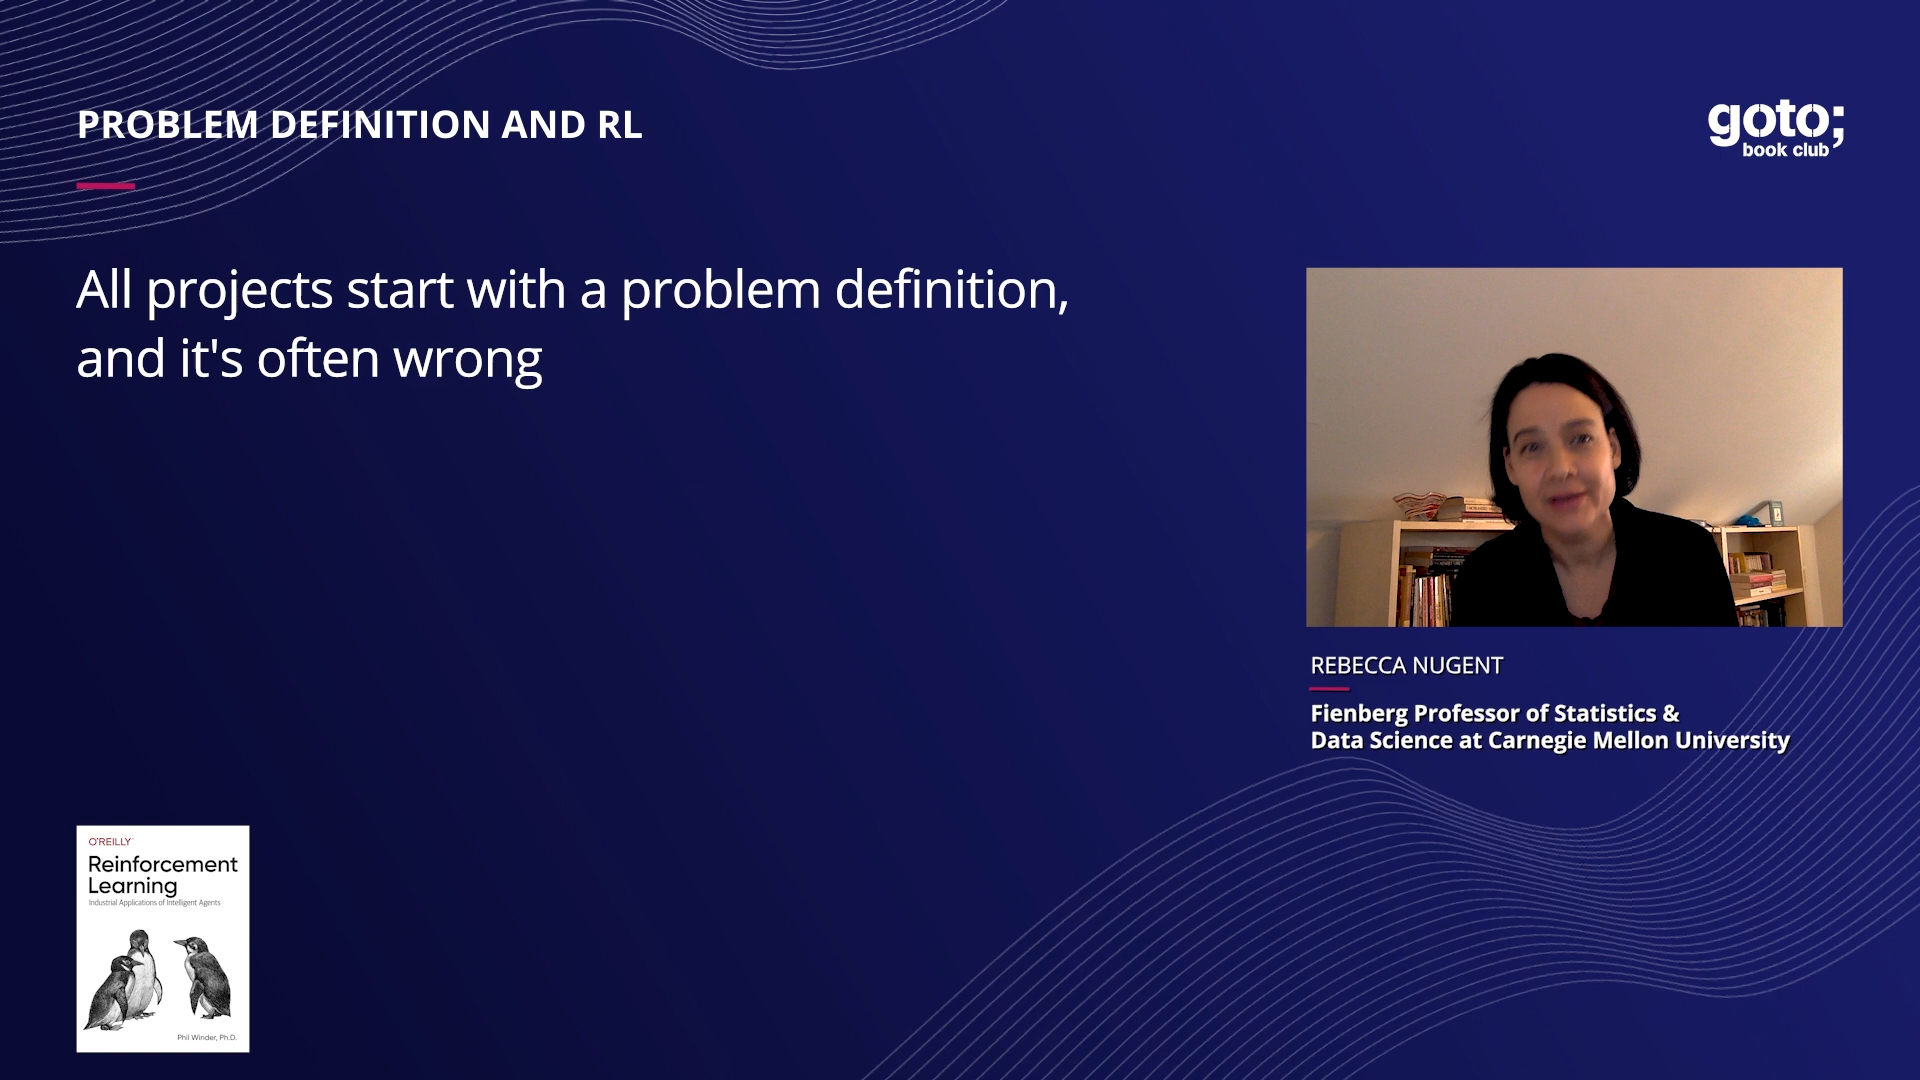 PROBLEM DEFINITION AND RL
goto;
book club
All projects start with a problem definition,
and it's often wrong
REBECCA NUGENT
Fienberg Professor of Statistics &
Data Science at Carnegie Mellon University
O'REILLY
Reinforcement
Learning
Industrial Applications of Intelligent Agents
Phil Winder, Ph.D.